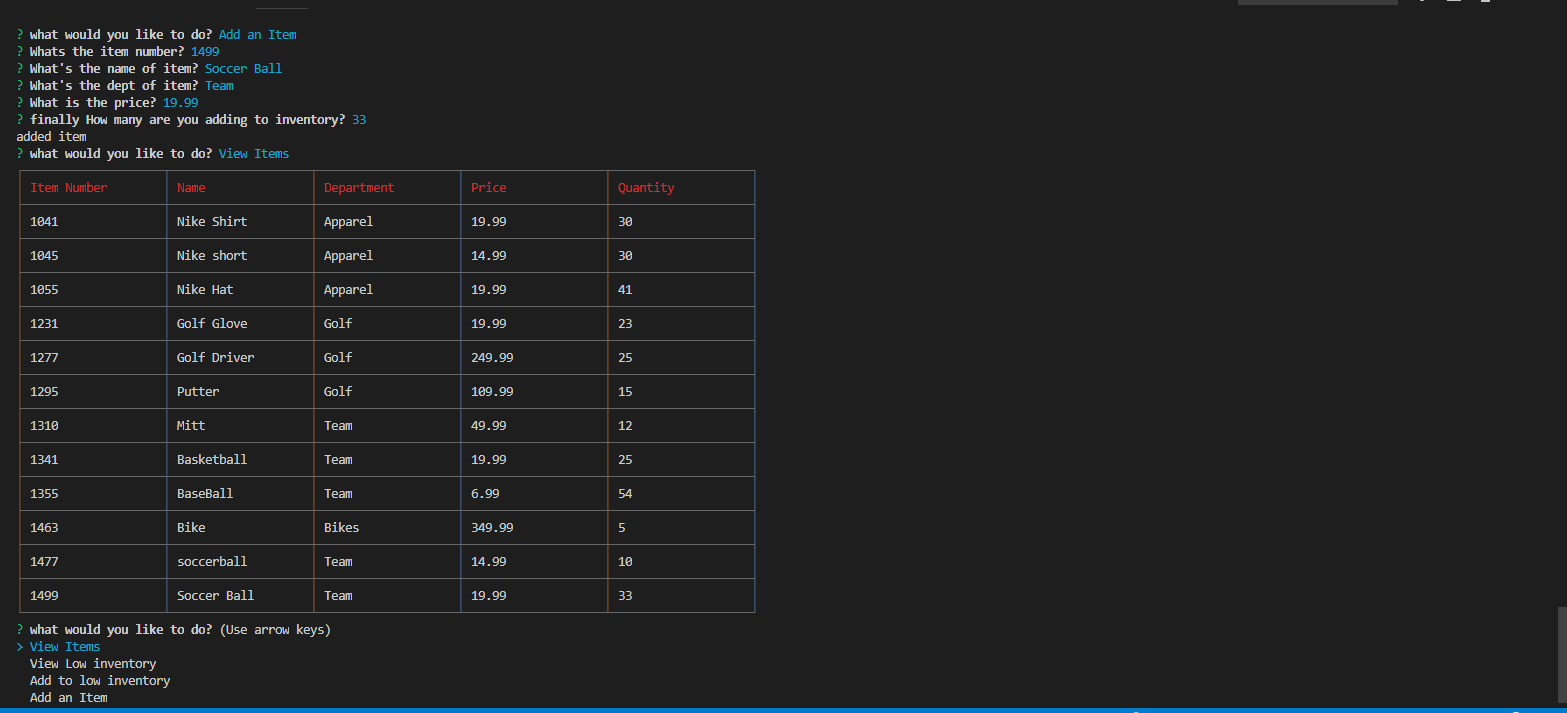 ? what would you like to do? Add an Item
? Whats the item number? 1499
? What's the name of item? Soccer Ball
? What's the dept of item? Team
? What is the price? 19.99
? finally How many are you adding to inventory? 33
added item
? what would you like to do? View Items
Item Number Name Department Price Quantity
1041 Nike Shirt Apparel 19.99 30
1045 Nike short Apparel 14.99 30
1055 Nike Hat Apparel 19.99 41
1231 Golf Glove Golf 19.99 23
1277 Golf Driver Golf 249.99 25
1295 Putter Golf 109.99 15
1310 Mitt Team 49.99 12
1341 Basketball Team 19.99 25
1355 BaseBall Team 6.99 54
1463 Bike Bikes 349.99 5
1477 soccerball Team 14.99 10
1499 Soccer Ball Team 19.99 33
? what would you like to do? (Use arrow keys)
> View Items
View Low inventory
Add to low inventory
Add an Item